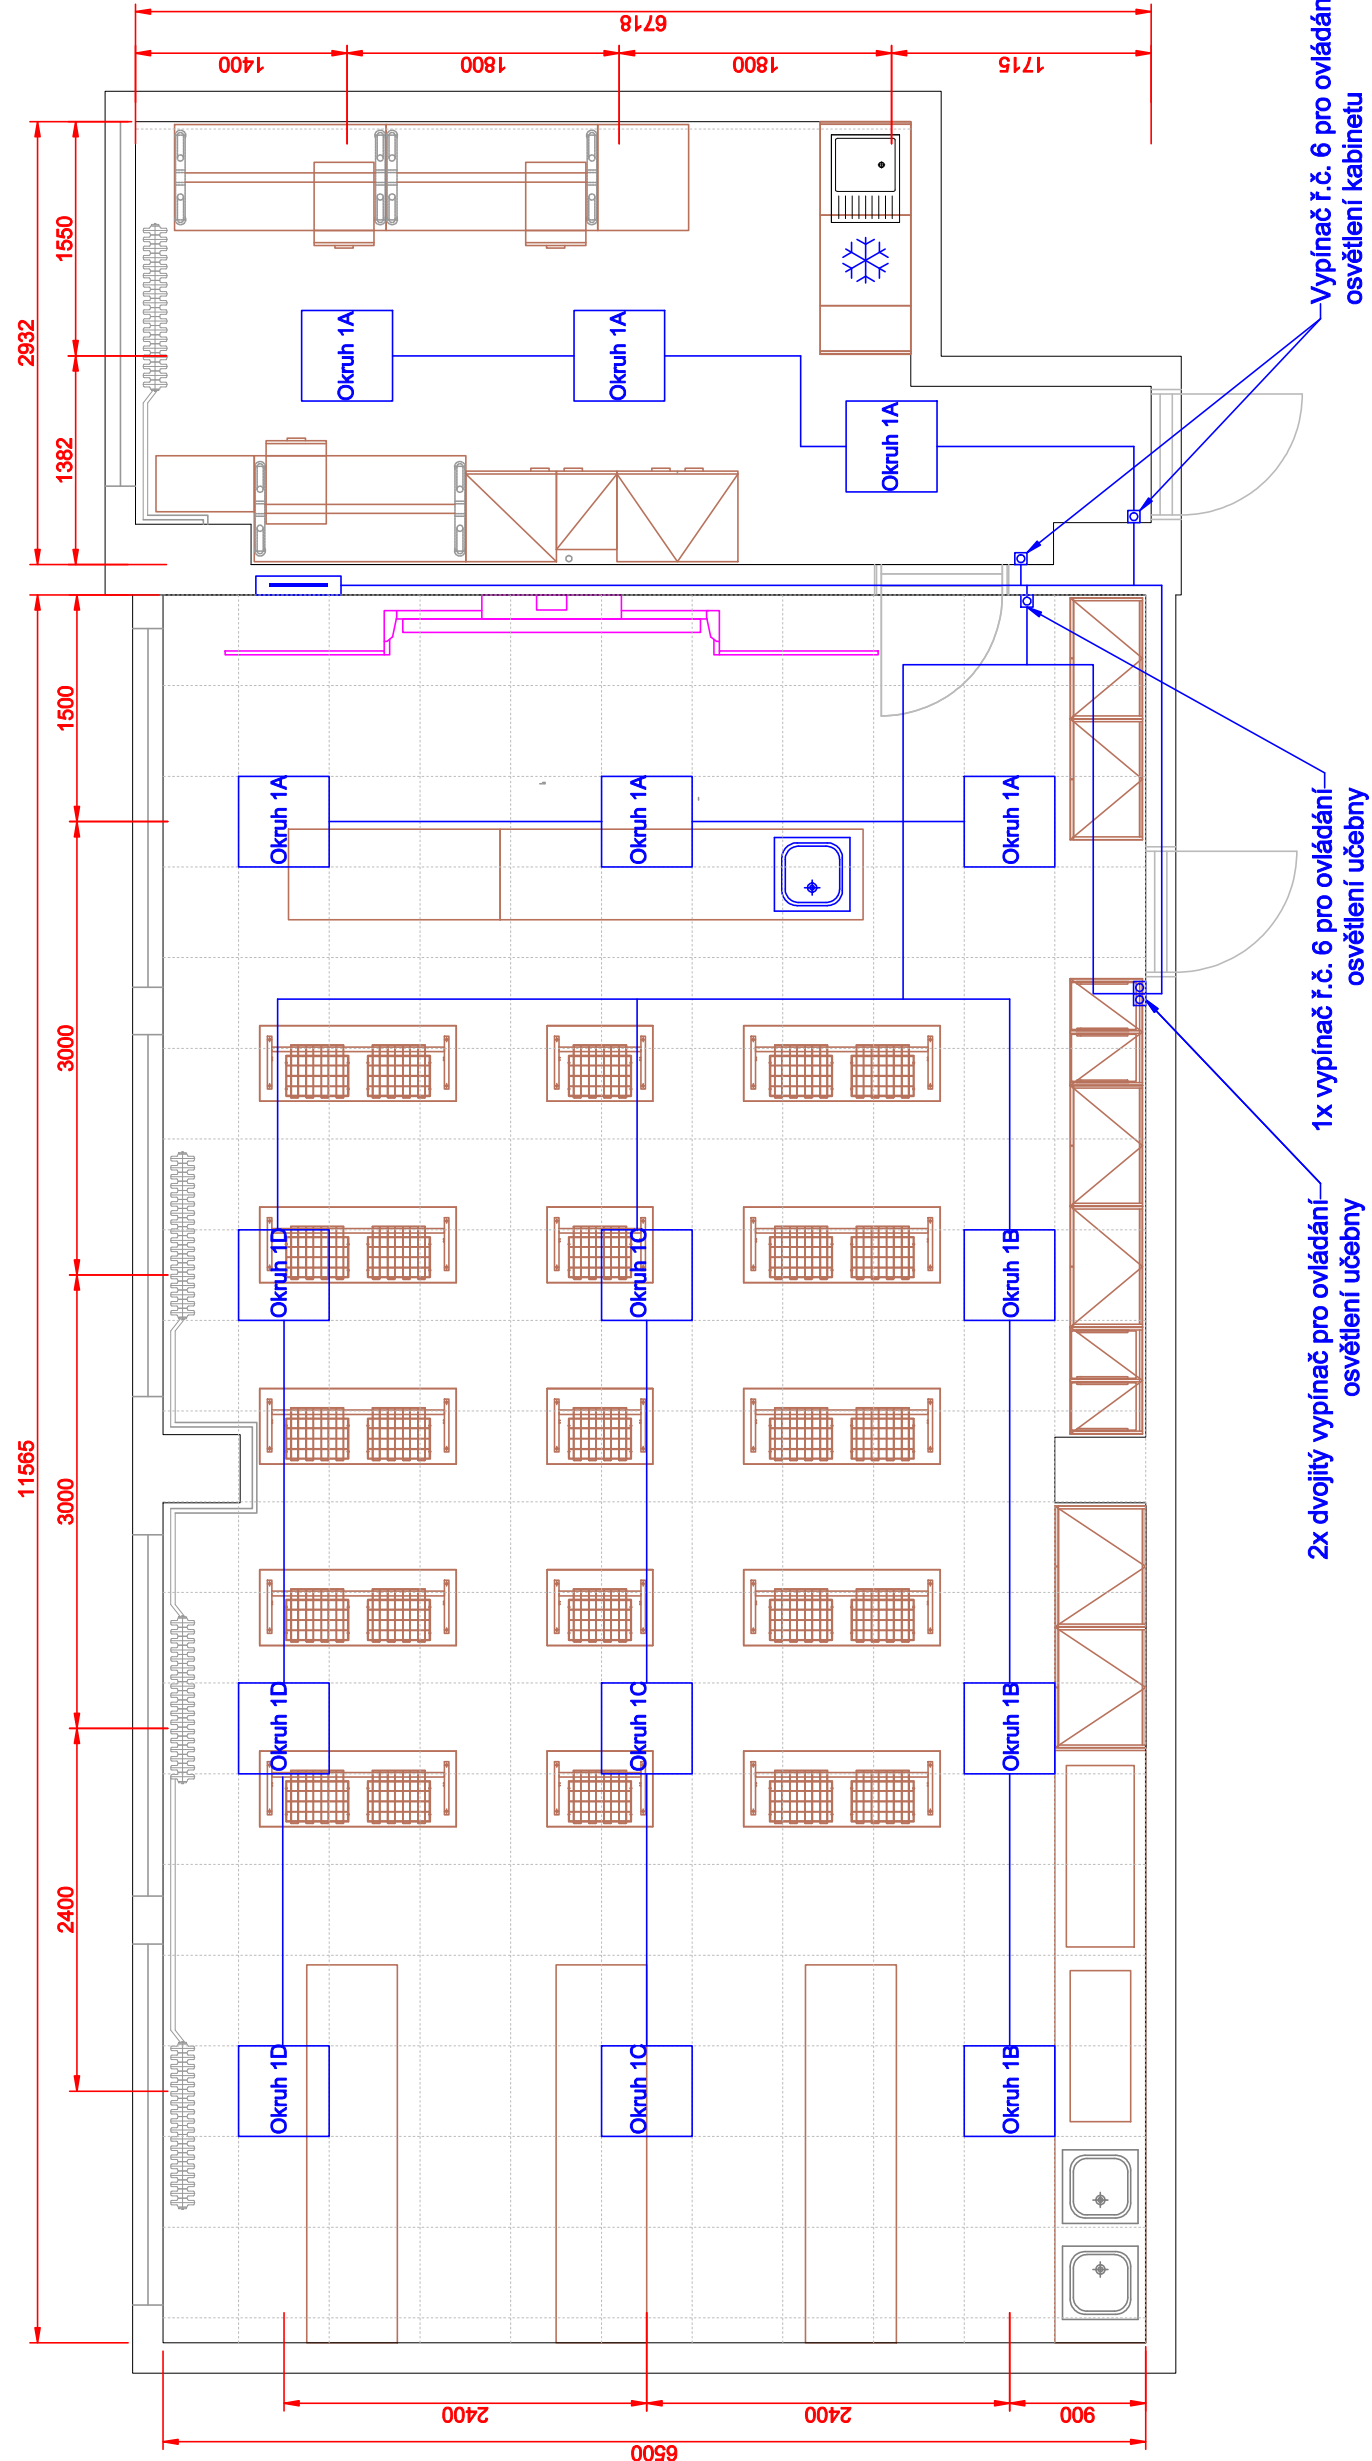 6718
1400
1800
1800
1715
2932
1550
1382
Okruh 1A
Okruh 1A
Okruh 1A
Vypínač ř.č. 6 pro ovládán
osvětlení kabinetu
11565
1500
3000
3000
2400
Okruh 1A
Okruh 1A
Okruh 1A
1x vypínač ř.č. 6 pro ovládání
osvětlení učebny
2x dvojitý vypínač pro ovládání
osvětlení učebny
Okruh 1D
Okruh 1C
Okruh 1B
Okruh 1D
Okruh 1C
Okruh 1B
Okruh 1D
Okruh 1C
Okruh 1B
2400
2400
900
6500